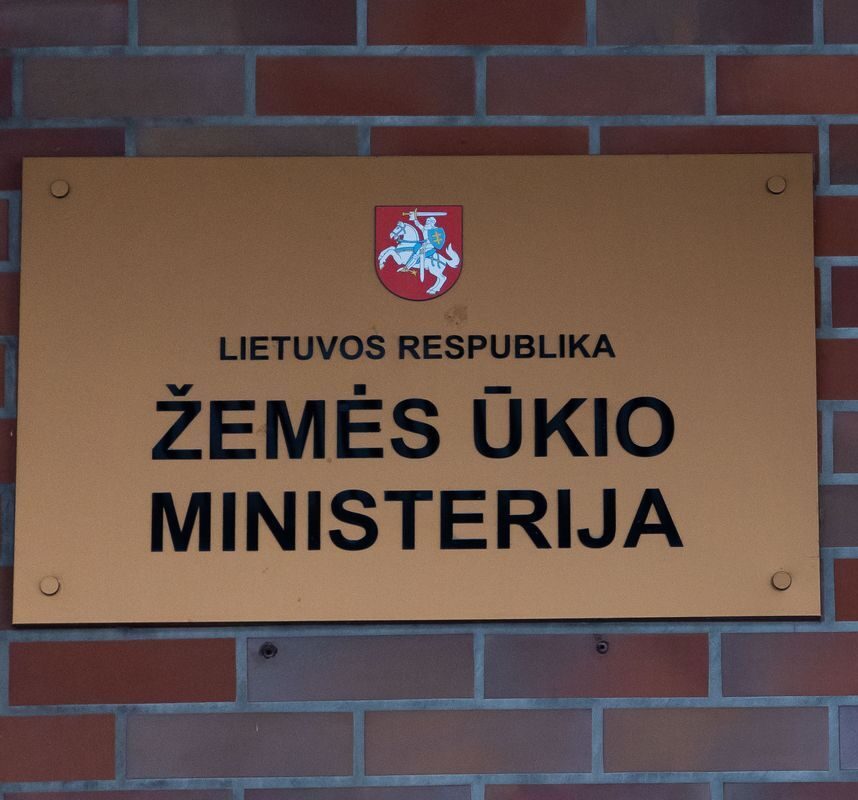 LIETUVOS RESPUBLIKA
ŽEMĖS ŪKIO
MINISTERIJA